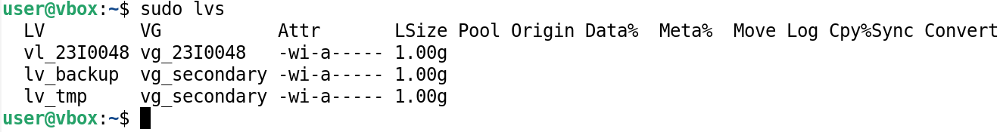 user@vbox:~$ sudo lvs
  LV         VG           Attr       LSize Pool Origin Data%  Meta%  Move Log Cpy%Sync Convert
  vl_23I0048 vg_23I0048   -wi-a----- 1.00g
  lv_backup  vg_secondary -wi-a----- 1.00g
  lv_tmp     vg_secondary -wi-a----- 1.00g
user@vbox:~$